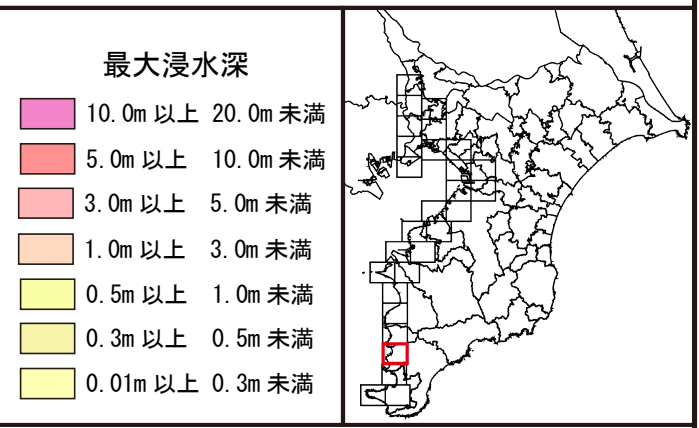 最大浸水深
10.0m 以上 20.0m 未満
5.0m 以上 10.0m 未満
3.0m 以上 5.0m 未満
1.0m 以上 3.0m 未満
0.5m 以上 1.0m 未満
0.3m 以上 0.5m 未満
0.01m 以上 0.3m 未満